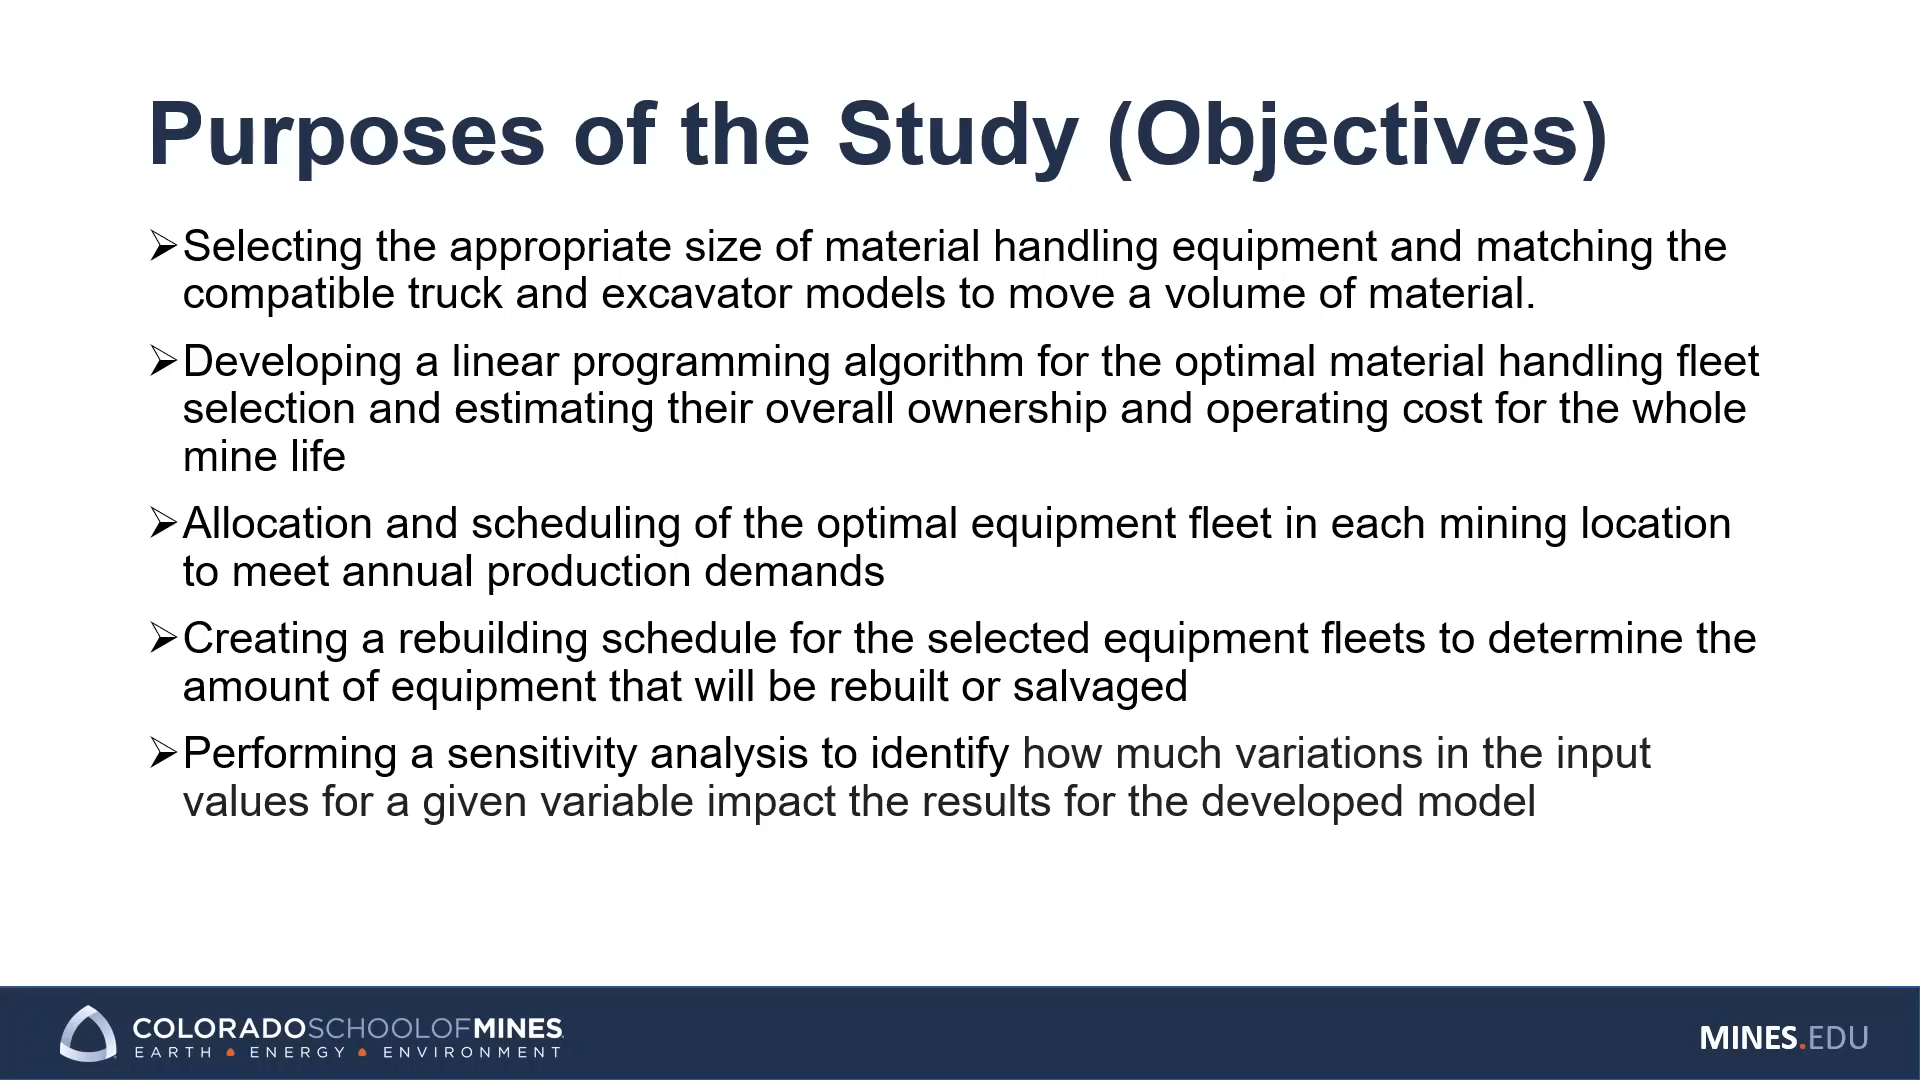 Purposes of the Study (Objectives)
➢Selecting the appropriate size of material handling equipment and matching the
compatible truck and excavator models to move a volume of material.
➢Developing a linear programming algorithm for the optimal material handling fleet
selection and estimating their overall ownership and operating cost for the whole
mine life
➢Allocation and scheduling of the optimal equipment fleet in each mining location
to meet annual production demands
➢Creating a rebuilding schedule for the selected equipment fleets to determine the
amount of equipment that will be rebuilt or salvaged
➢Performing a sensitivity analysis to identify how much variations in the input
values for a given variable impact the results for the developed model
COLORADOSCHOOLOFMINES
EARTH • ENERGY • ENVIRONMENT
MINES.EDU